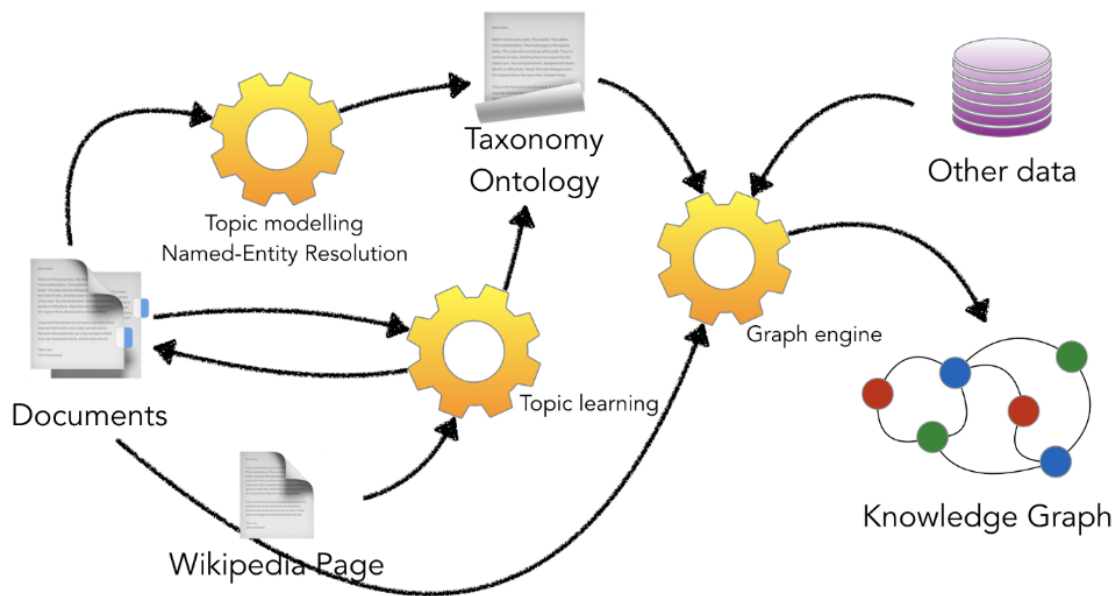 Taxonomy
Ontology
Other data
Topic modelling
Named-Entity Resolution
Graph engine
Topic learning
Documents
Wikipedia Page
Knowledge Graph